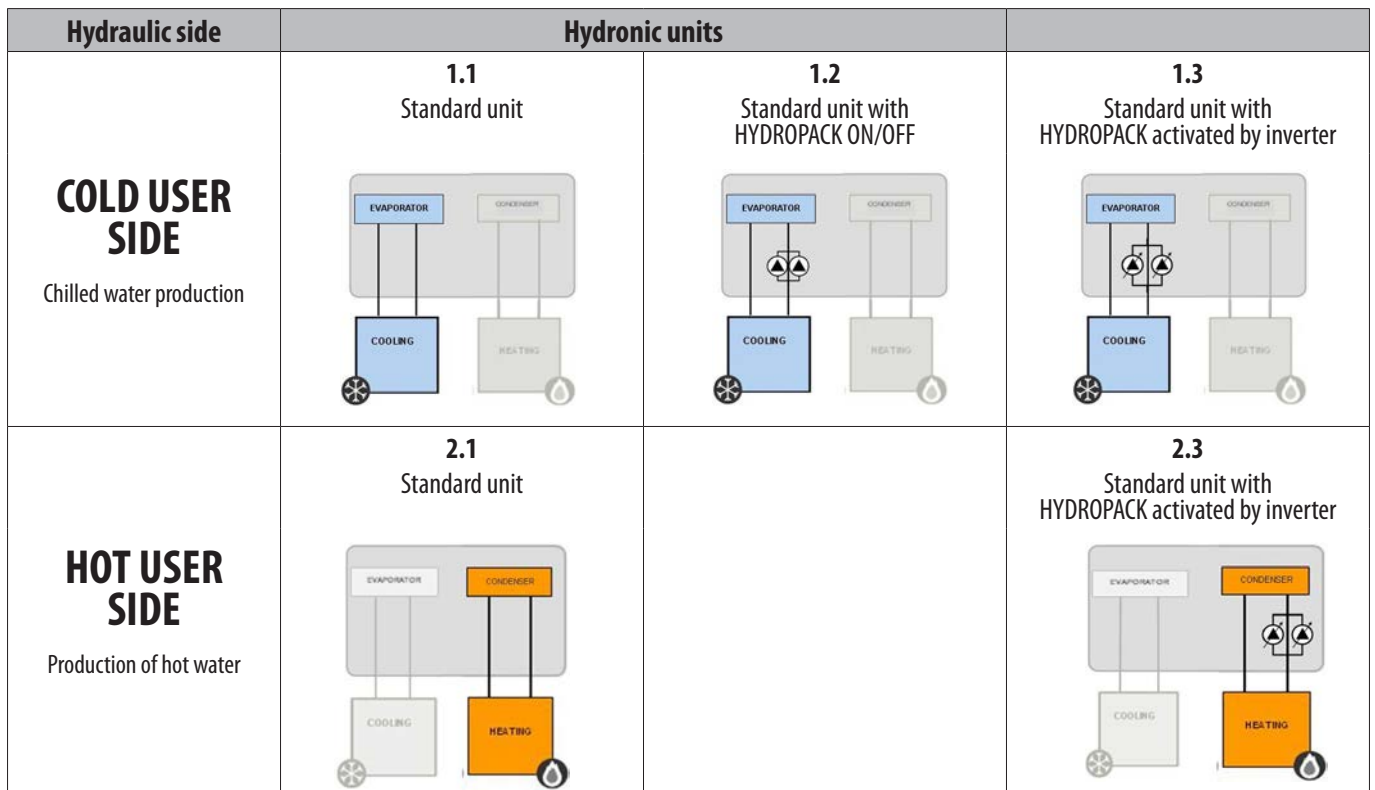 Hydraulic side
Hydronic units
COLD USER
SIDE
Chilled water production
1.1
Standard unit
EVAPORATOR
CONDENSER
COOLING
HEATING
1.2
Standard unit with
HYDROPACK ON/OFF
EVAPORATOR
CONDENSER
COOLING
HEATING
1.3
Standard unit with
HYDROPACK activated by inverter
EVAPORATOR
CONDENSER
COOLING
HEATING
HOT USER
SIDE
Production of hot water
2.1
Standard unit
EVAPORATOR
CONDENSER
COOLING
HEATING
2.3
Standard unit with
HYDROPACK activated by inverter
EVAPORATOR
CONDENSER
COOLING
HEATING